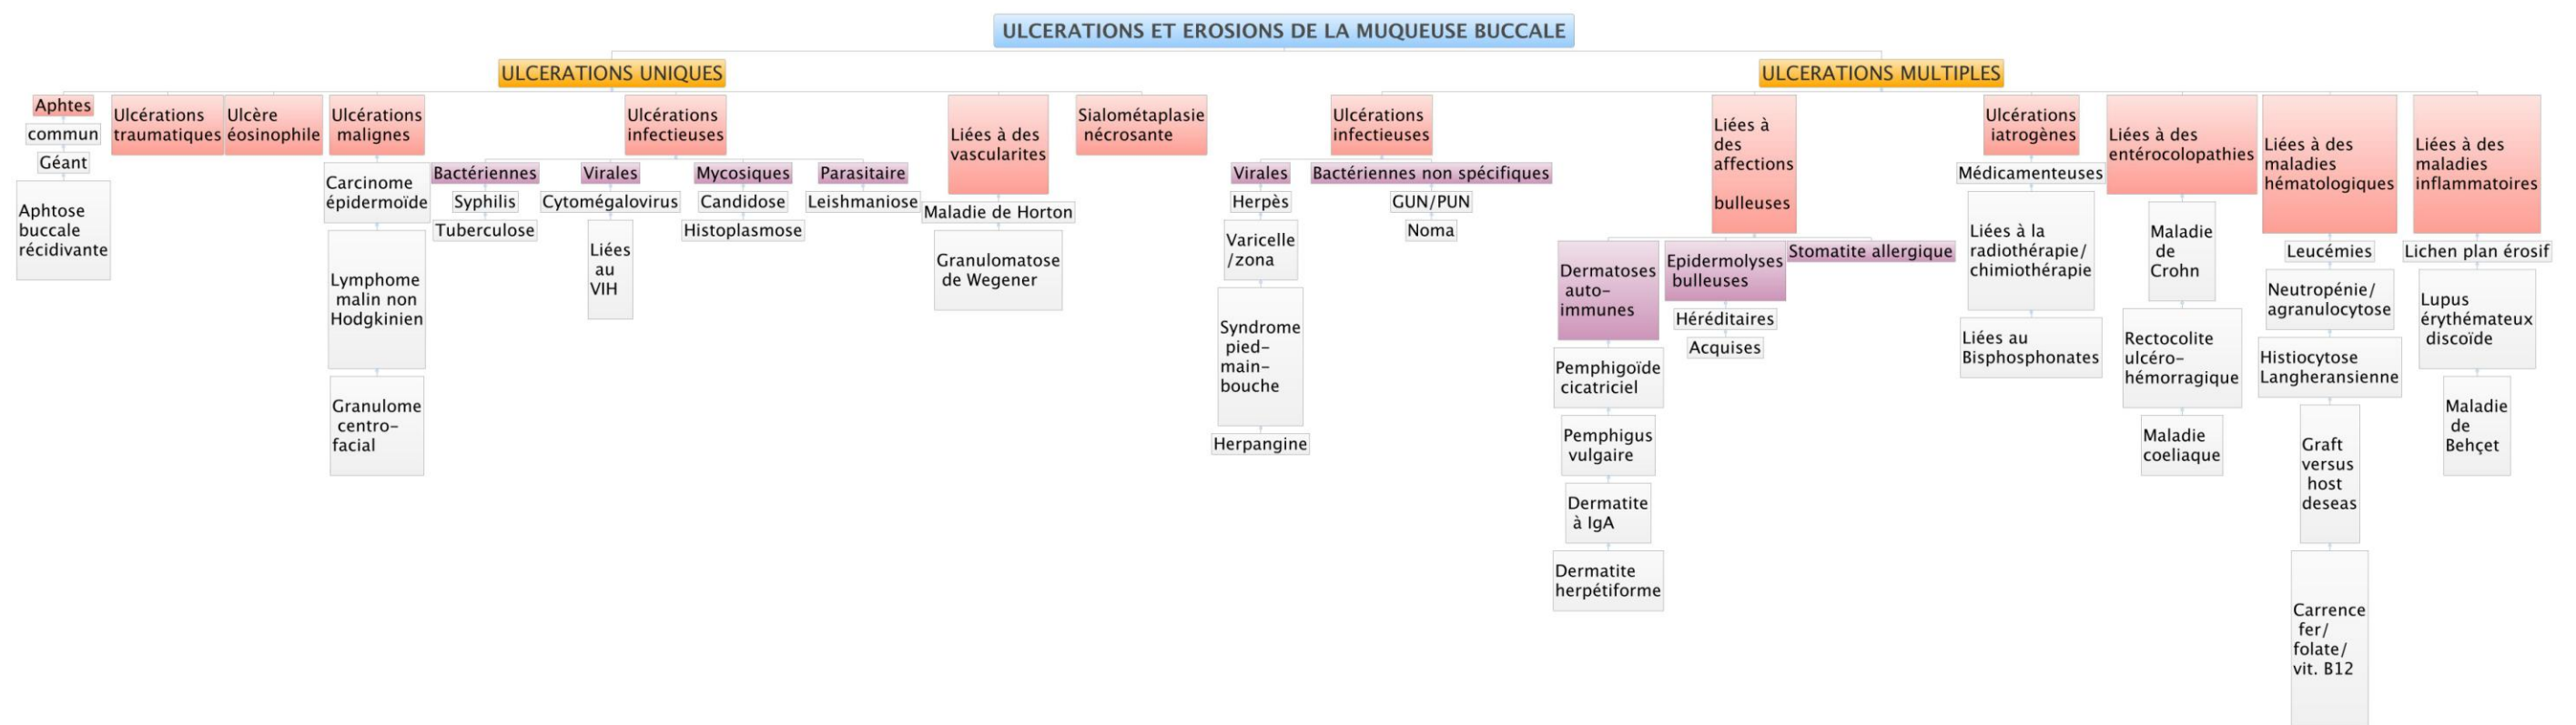 ULCERATIONS ET EROSIONS DE LA MUQUEUSE BUCCALE
ULCERATIONS UNIQUES
Aphtes
commun
Géant
Aphtose
buccale
récidivante
Ulcérations
traumatiques
Ulcère
éosinophile
Ulcérations
malignes
Carcinome
épidermoïde
Lymphome
malin non
Hodgkinien
Granulome
centro-
facial
Ulcérations
infectieuses
Bactériennes
Syphilis
Tuberculose
Virales
Cytomégalovirus
Liées
au
VIH
Mycosiques
Candidose
Histoplasmose
Parasitaire
Leishmaniose
Liées à des
vascularites
Maladie de Horton
Granulomatose
de Wegener
Sialométaplasie
nécrosante
ULCERATIONS MULTIPLES
Ulcérations
infectieuses
Virales
Herpès
Varicelle
/zona
Syndrome
pied-
main-
bouche
Herpangine
Bactériennes non spécifiques
GUN/PUN
Noma
Liées à
des
affections
bulleuses
Dermatoses
auto-
immunes
Pemphigoïde
cicatriciel
Pemphigus
vulgaire
Dermatite
à IgA
Dermatite
herpétiforme
Epidermolyses
bulleuses
Héréditaires
Acquises
Stomatite allergique
Ulcérations
iatrogènes
Médicamenteuses
Liées à la
radiothérapie/
chimiothérapie
Liées au
Bisphosphonates
Liées à des
entérocolopathies
Maladie
de
Crohn
Rectocolite
ulcéro-
hémorragique
Maladie
coeliaque
Liées à des
maladies
hématologiques
Leucémies
Neutropénie/
agranulocytose
Histiocytose
Langheransienne
Graft
versus
host
deseas
Carrence
fer/
folate/
vit. B12
Liées à des
maladies
inflammatoires
Lichen plan érosif
Lupus
érythémateux
discoïde
Maladie
de
Behçet